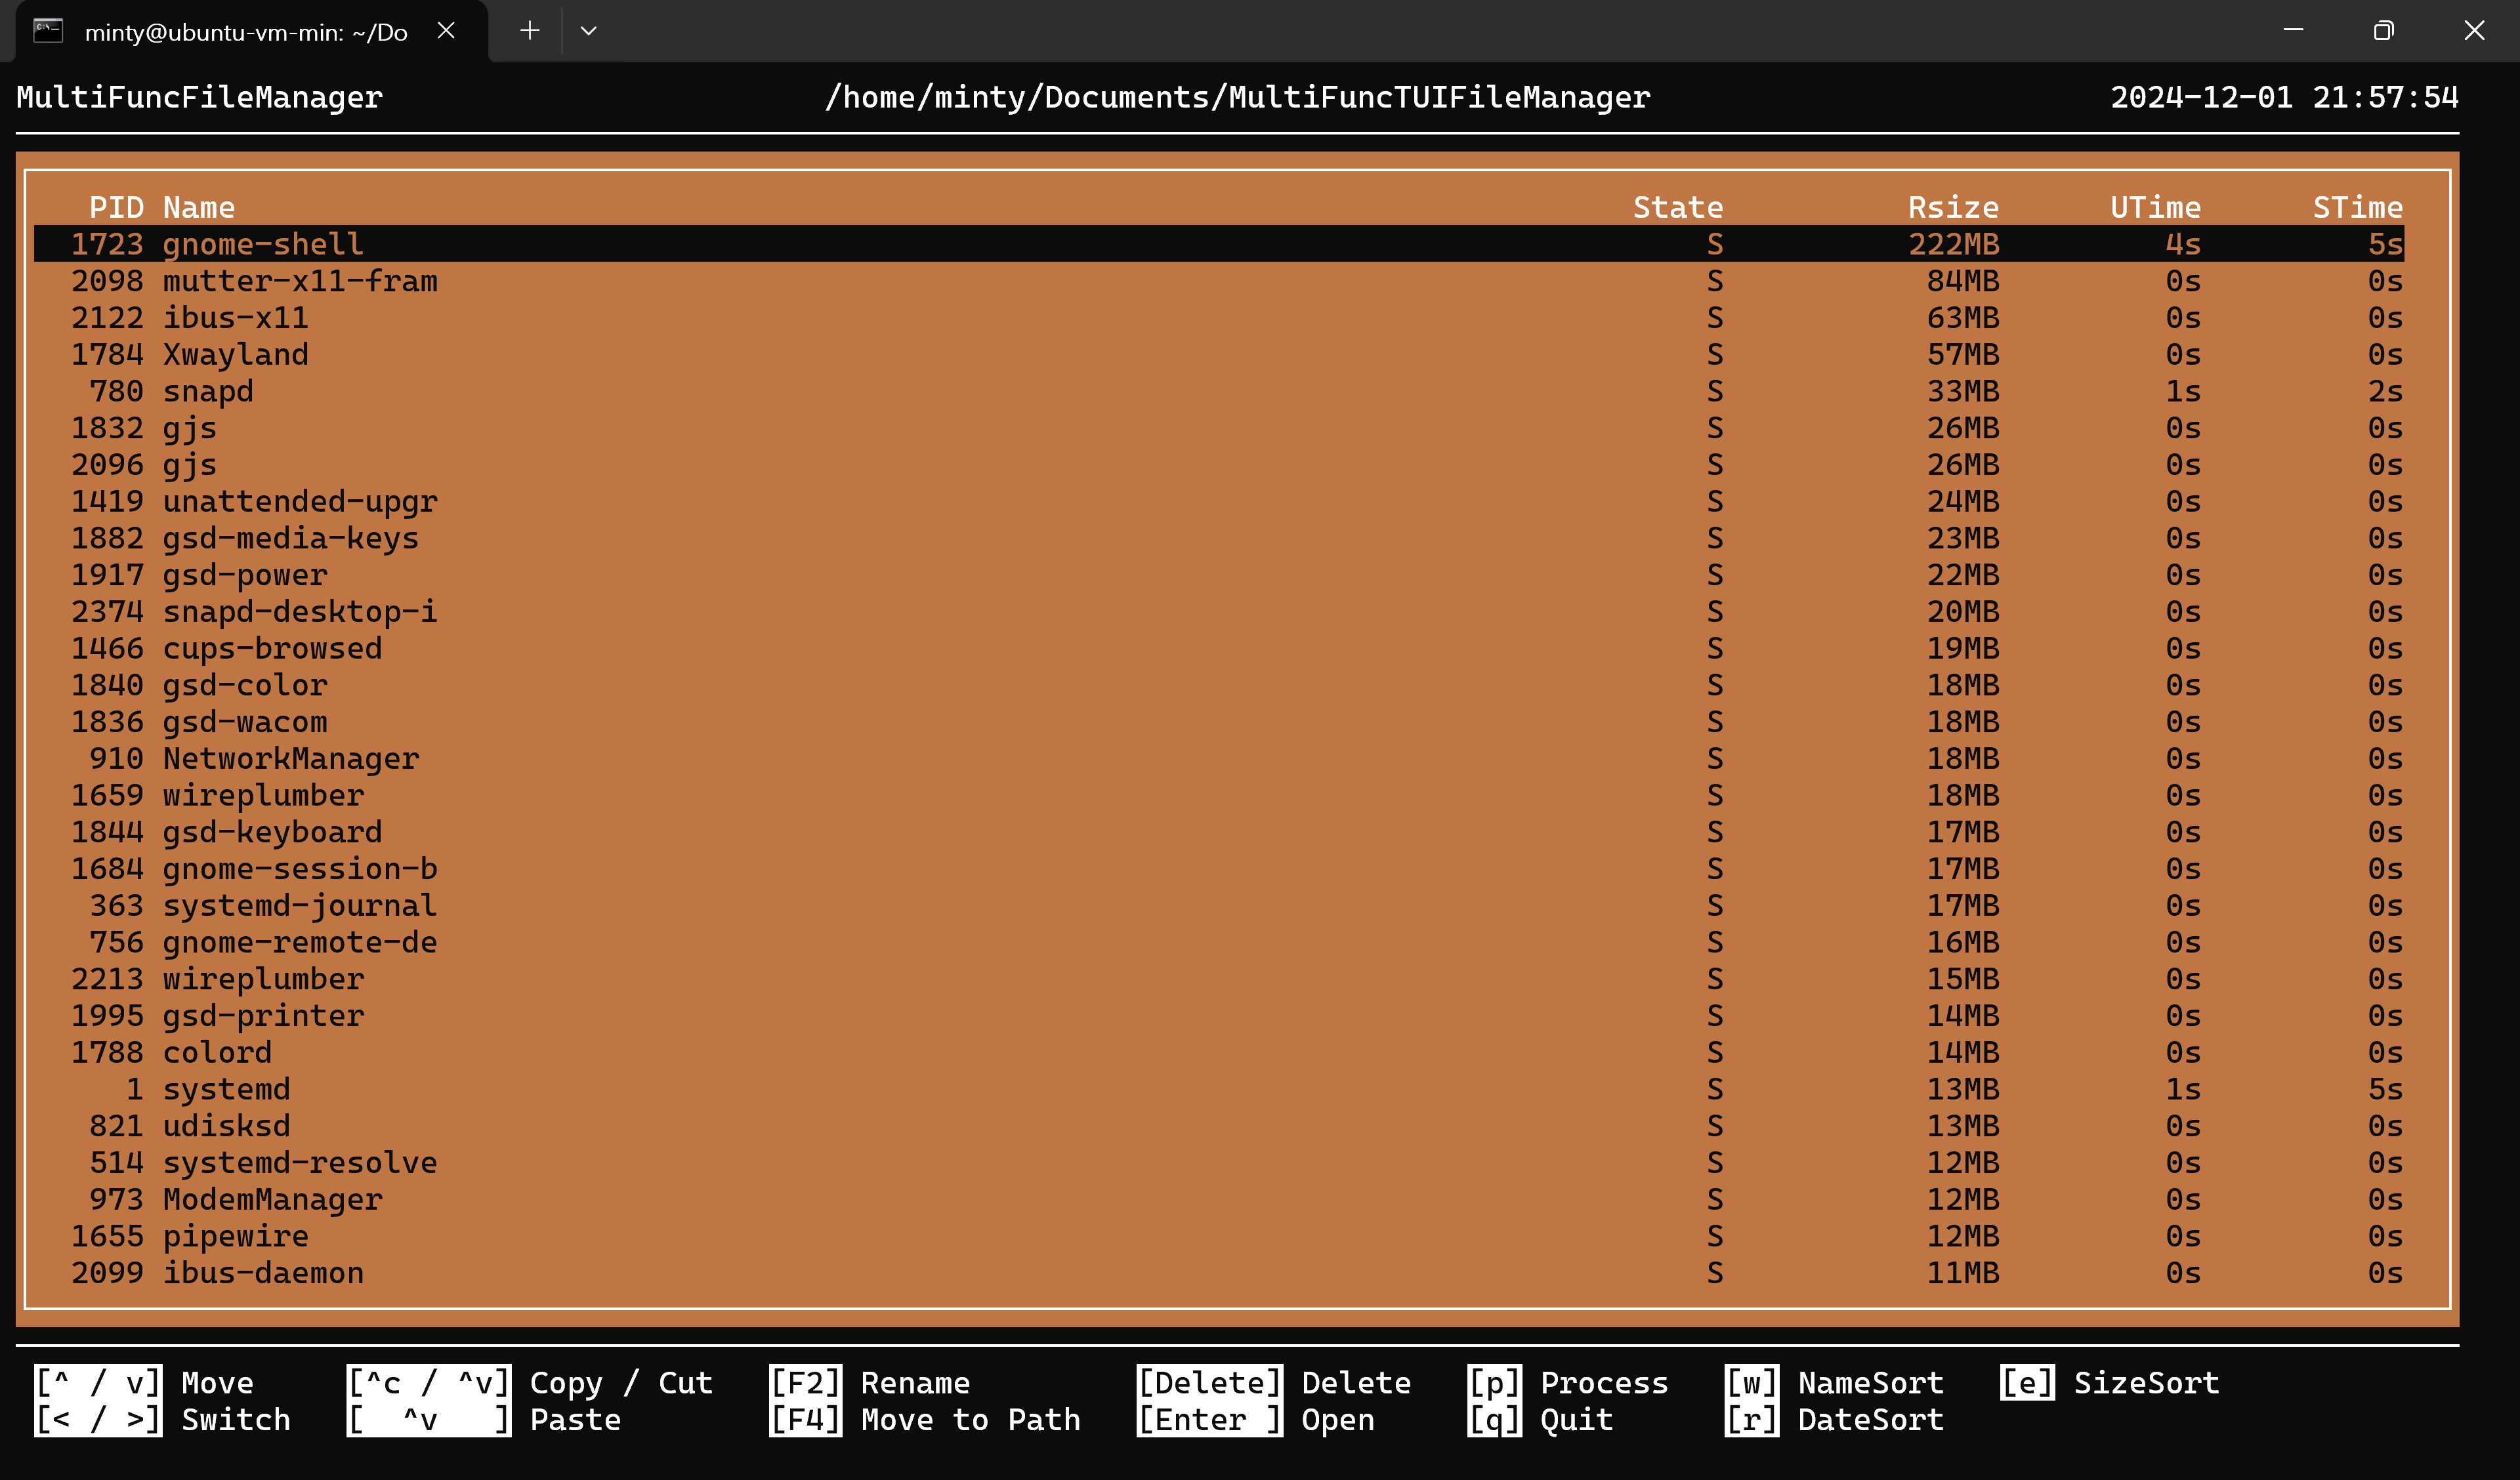 minty@ubuntu-vm-min: ~/Do
MultiFuncFileManager /home/minty/Documents/MultiFuncTUIFileManager 2024-12-01 21:57:54
PID Name State Rsize UTime STime
1723 gnome-shell S 222MB 4s 5s
2098 mutter-x11-fram S 84MB 0s 0s
2122 ibus-x11 S 63MB 0s 0s
1784 Xwayland S 57MB 0s 0s
780 snapd S 33MB 1s 2s
1832 gjs S 26MB 0s 0s
2096 gjs S 26MB 0s 0s
1419 unattended-upgr S 24MB 0s 0s
1882 gsd-media-keys S 23MB 0s 0s
1917 gsd-power S 22MB 0s 0s
2374 snapd-desktop-i S 20MB 0s 0s
1466 cups-browsed S 19MB 0s 0s
1840 gsd-color S 18MB 0s 0s
1836 gsd-wacom S 18MB 0s 0s
910 NetworkManager S 18MB 0s 0s
1659 wireplumber S 18MB 0s 0s
1844 gsd-keyboard S 17MB 0s 0s
1684 gnome-session-b S 17MB 0s 0s
363 systemd-journal S 17MB 0s 0s
756 gnome-remote-de S 16MB 0s 0s
2213 wireplumber S 15MB 0s 0s
1995 gsd-printer S 14MB 0s 0s
1788 colord S 14MB 0s 0s
1 systemd S 13MB 1s 5s
821 udisksd S 13MB 0s 0s
514 systemd-resolve S 12MB 0s 0s
973 ModemManager S 12MB 0s 0s
1655 pipewire S 12MB 0s 0s
2099 ibus-daemon S 11MB 0s 0s
[^ / v] Move [^c / ^v] Copy / Cut [F2] Rename [Delete] Delete [p] Process [w] NameSort [e] SizeSort
[< / >] Switch [ ^v ] Paste [F4] Move to Path [Enter ] Open [q] Quit [r] DateSort